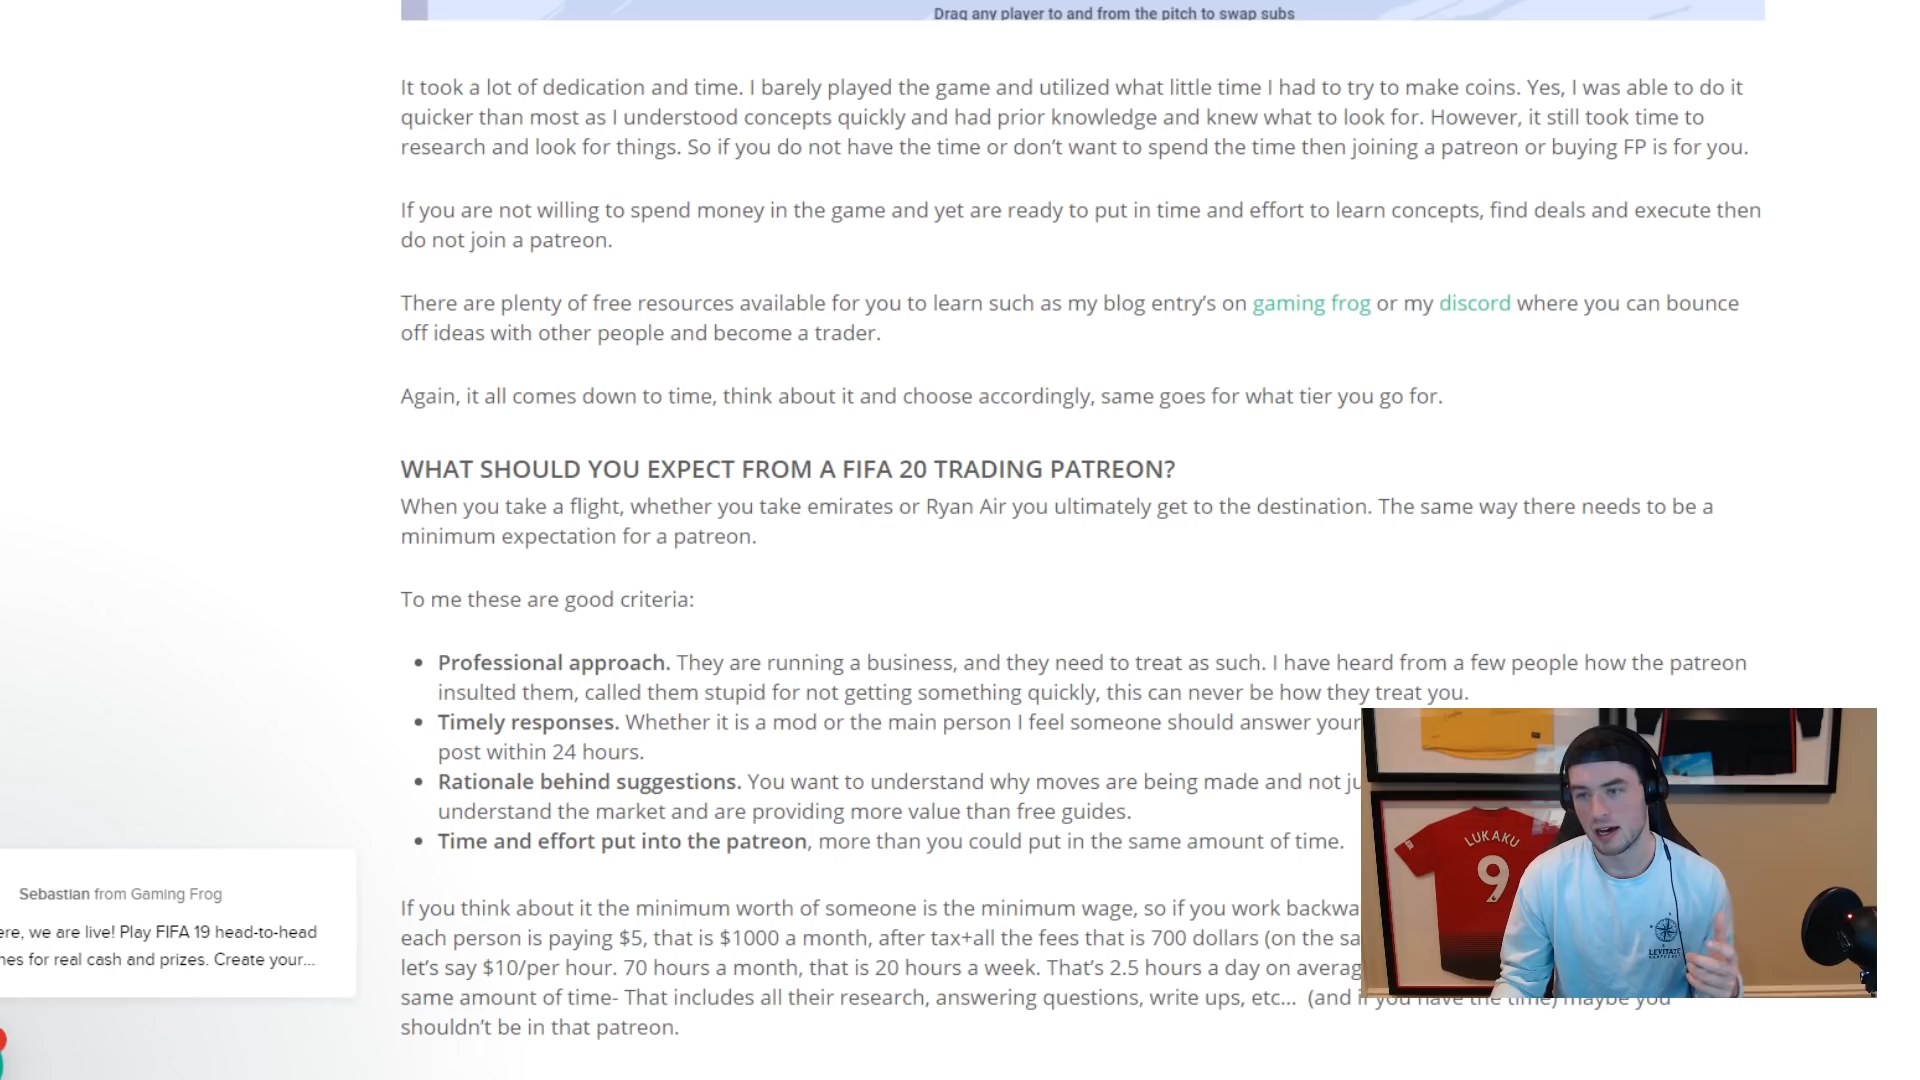 Drag any player to and from the pitch to swap subs
It took a lot of dedication and time. I barely played the game and utilized what little time I had to try to make coins. Yes, I was able to do it
quicker than most as I understood concepts quickly and had prior knowledge and knew what to look for. However, it still took time to
research and look for things. So if you do not have the time or don’t want to spend the time then joining a patreon or buying FP is for you.
If you are not willing to spend money in the game and yet are ready to put in time and effort to learn concepts, find deals and execute then
do not join a patreon.
There are plenty of free resources available for you to learn such as my blog entry’s on gaming frog or my discord where you can bounce
off ideas with other people and become a trader.
Again, it all comes down to time, think about it and choose accordingly, same goes for what tier you go for.
WHAT SHOULD YOU EXPECT FROM A FIFA 20 TRADING PATREON?
When you take a flight, whether you take emirates or Ryan Air you ultimately get to the destination. The same way there needs to be a
minimum expectation for a patreon.
To me these are good criteria:
Professional approach. They are running a business, and they need to treat as such. I have heard from a few people how the patreon
insulted them, called them stupid for not getting something quickly, this can never be how they treat you.
Timely responses. Whether it is a mod or the main person I feel someone should answer your
post within 24 hours.
Rationale behind suggestions. You want to understand why moves are being made and not ju
understand the market and are providing more value than free guides.
Time and effort put into the patreon, more than you could put in the same amount of time.
If you think about it the minimum worth of someone is the minimum wage, so if you work backwa
each person is paying $5, that is $1000 a month, after tax+all the fees that is 700 dollars (on the sa
let’s say $10/per hour. 70 hours a month, that is 20 hours a week. That’s 2.5 hours a day on averag
same amount of time- That includes all their research, answering questions, write ups, etc… (and if you have the time) maybe you
shouldn’t be in that patreon.
Sebastian from Gaming Frog
ere, we are live! Play FIFA 19 head-to-head
nes for real cash and prizes. Create your...
LUKAKU
9
LEVITATE